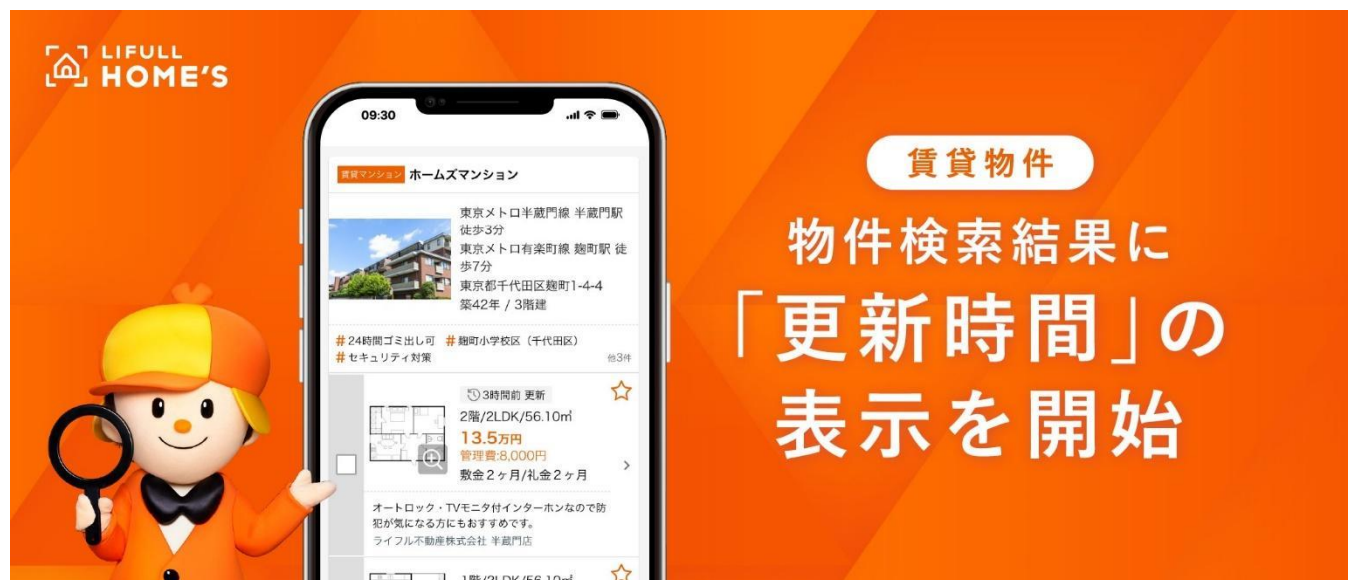 LIFULL
HOME'S
09:30
賃貸マンション ホームズマンション
東京メトロ半蔵門線 半蔵門駅
徒歩3分
東京メトロ有楽町線 麹町駅 徒
歩7分
東京都千代田区麹町1-4-4
築42年 / 3階建
#24時間ゴミ出し可 #麹町小学校区（千代田区）
#セキュリティ対策 他3件
3時間前 更新
2階/2LDK/56.10㎡
13.5万円
管理費:8,000円
敷金2ヶ月/礼金2ヶ月
オートロック・TVモニタ付インターホンなので防
犯が気になる方にもおすすめです。
ライフル不動産株式会社 半蔵門店
1階/2LDK/56.10㎡
賃貸物件
物件検索結果に
「更新時間」の
表示を開始